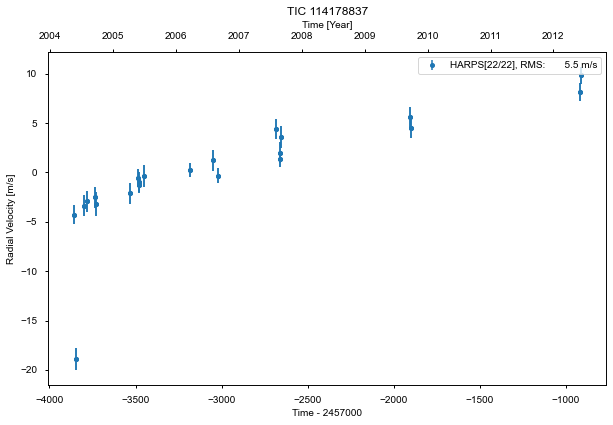 TIC 114178837
Time [Year]
2004 2005 2006 2007 2008 2009 2010 2011 2012
HARPS[22/22], RMS: 5.5 m/s
Radial Velocity [m/s]
10
5
0
−5
−10
−15
−20
−4000 −3500 −3000 −2500 −2000 −1500 −1000
Time - 2457000